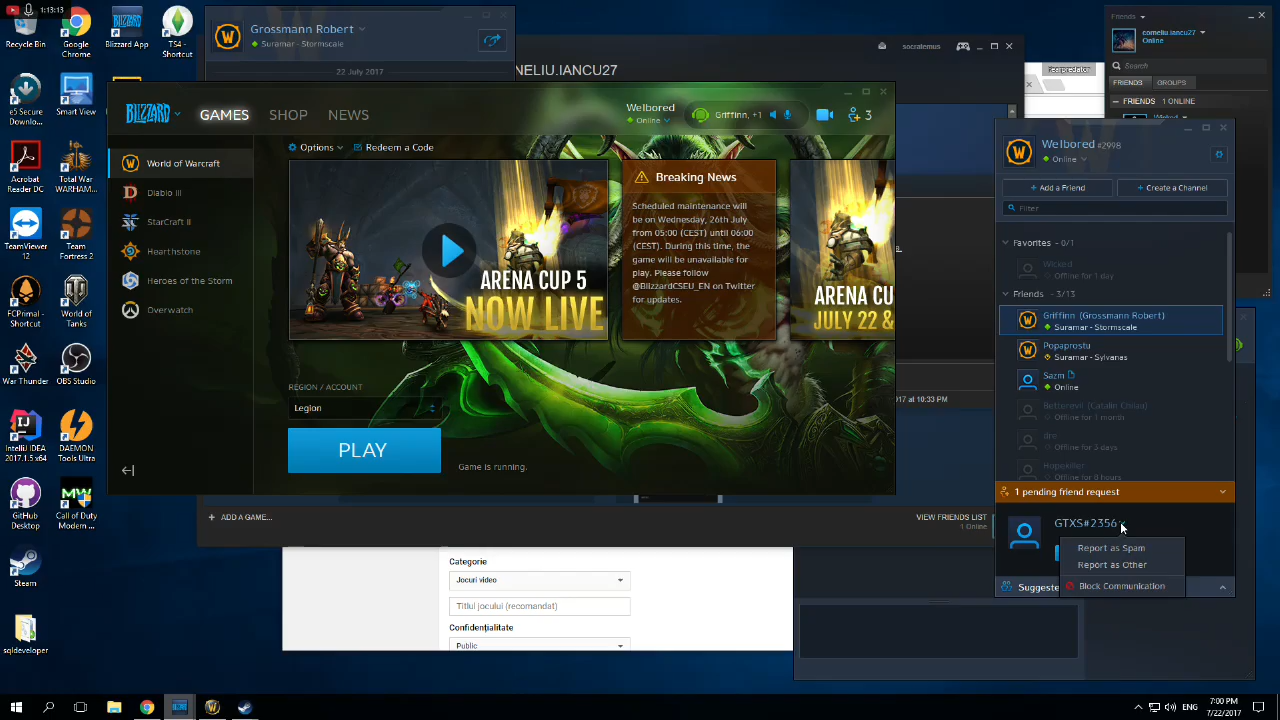 1:13:13
Recycle Bin
Google Chrome
Blizzard App
TS4 - Shortcut
e5 Secure Downlo...
Smart View
Acrobat Reader DC
Total War WARHAM...
TeamViewer 12
Team Fortress 2
FCPrimal - Shortcut
World of Tanks
War Thunder
OBS Studio
IntelliJ IDEA 2017.1.5 x64
DAEMON Tools Ultra
GitHub Desktop
Call of Duty Modern ...
Steam
sqldeveloper
Grossmann Robert
Suramar - Stormscale
22 July 2017
NELIU.IANCU27
socratemus
BLIZZARD
GAMES
SHOP
NEWS
Welbored
Online
Griffinn, +1
3
World of Warcraft
Diablo III
StarCraft II
Hearthstone
Heroes of the Storm
Overwatch
Options
Redeem a Code
ARENA CUP 5
NOW LIVE
Breaking News
Scheduled maintenance will
be on Wednesday, 26th July
from 05:00 (CEST) until 06:00
(CEST). During this time, the
game will be unavailable for
play. Please follow
@BlizzardCSEU_EN on Twitter
for updates.
ARENA CU
JULY 22 &
REGION / ACCOUNT
Legion
PLAY
Game is running.
2017 at 10:33 PM
ADD A GAME...
VIEW FRIENDS LIST
1 Online
Categorie
Jocuri video
Titlul jocului (recomandat)
Confidențialitate
Public
Friends
corneliu.iancu27
Online
Search
FRIENDS
GROUPS
FRIENDS 1 ONLINE
Wicked
fearpredator
Welbored #2998
Online
Add a Friend
Create a Channel
Filter
Favorites - 0/1
Wicked
Offline for 1 day
Friends - 3/13
Griffinn (Grossmann Robert)
Suramar - Stormscale
Popaprostu
Suramar - Sylvanas
Sazm
Online
Betterevil (Catalin Chilau)
Offline for 1 month
dre
Offline for 3 days
Hopekiller
Offline for 8 hours
1 pending friend request
GTXS#2356
Report as Spam
Report as Other
Block Communication
Suggeste
ENG
7:00 PM
7/22/2017